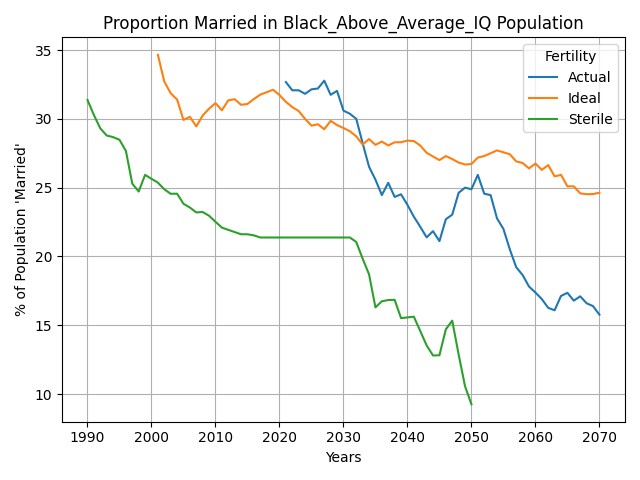 Proportion Married in Black_Above_Average_IQ Population
% of Population 'Married'
35
30
25
20
15
10
Fertility
Actual
Ideal
Sterile
1990 2000 2010 2020 2030 2040 2050 2060 2070
Years